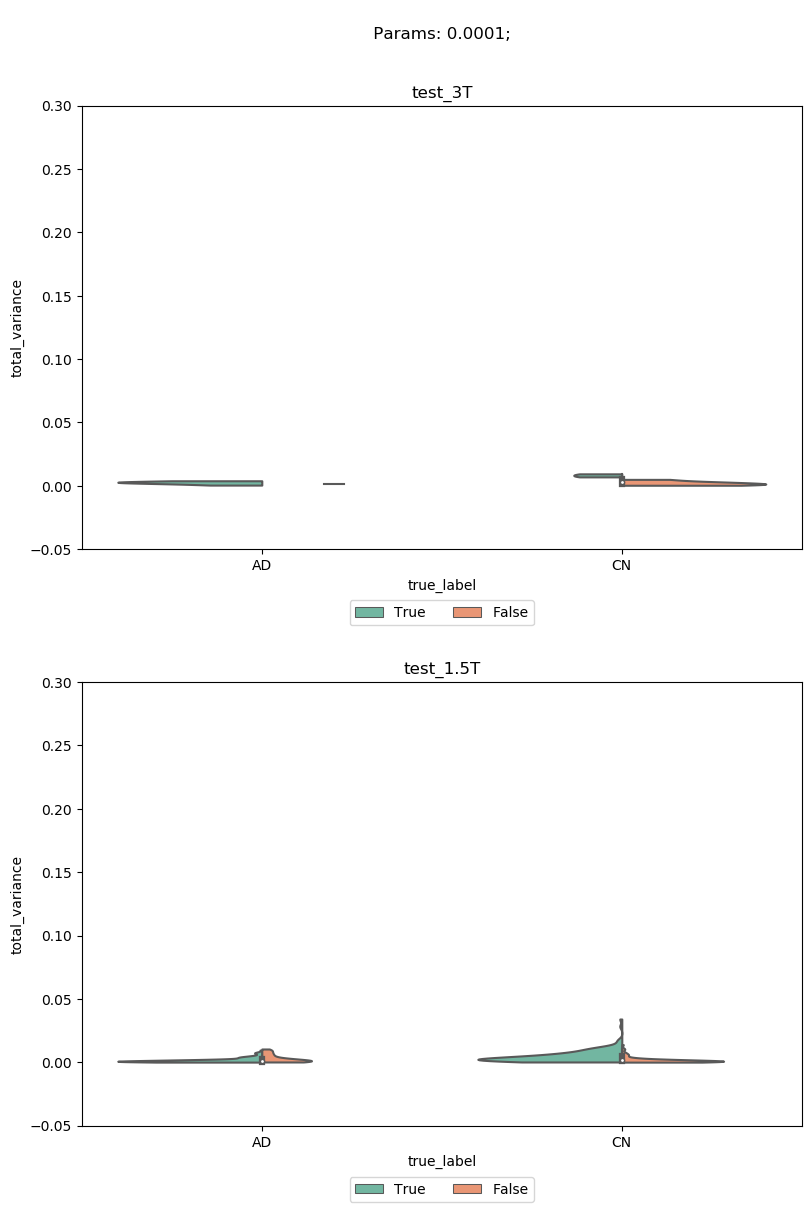 Params: 0.0001;
test_3T
0.30
0.25
0.20
0.15
0.10
0.05
0.00
−0.05
total_variance
AD CN
true_label
True False
test_1.5T
0.30
0.25
0.20
0.15
0.10
0.05
0.00
−0.05
total_variance
AD CN
true_label
True False